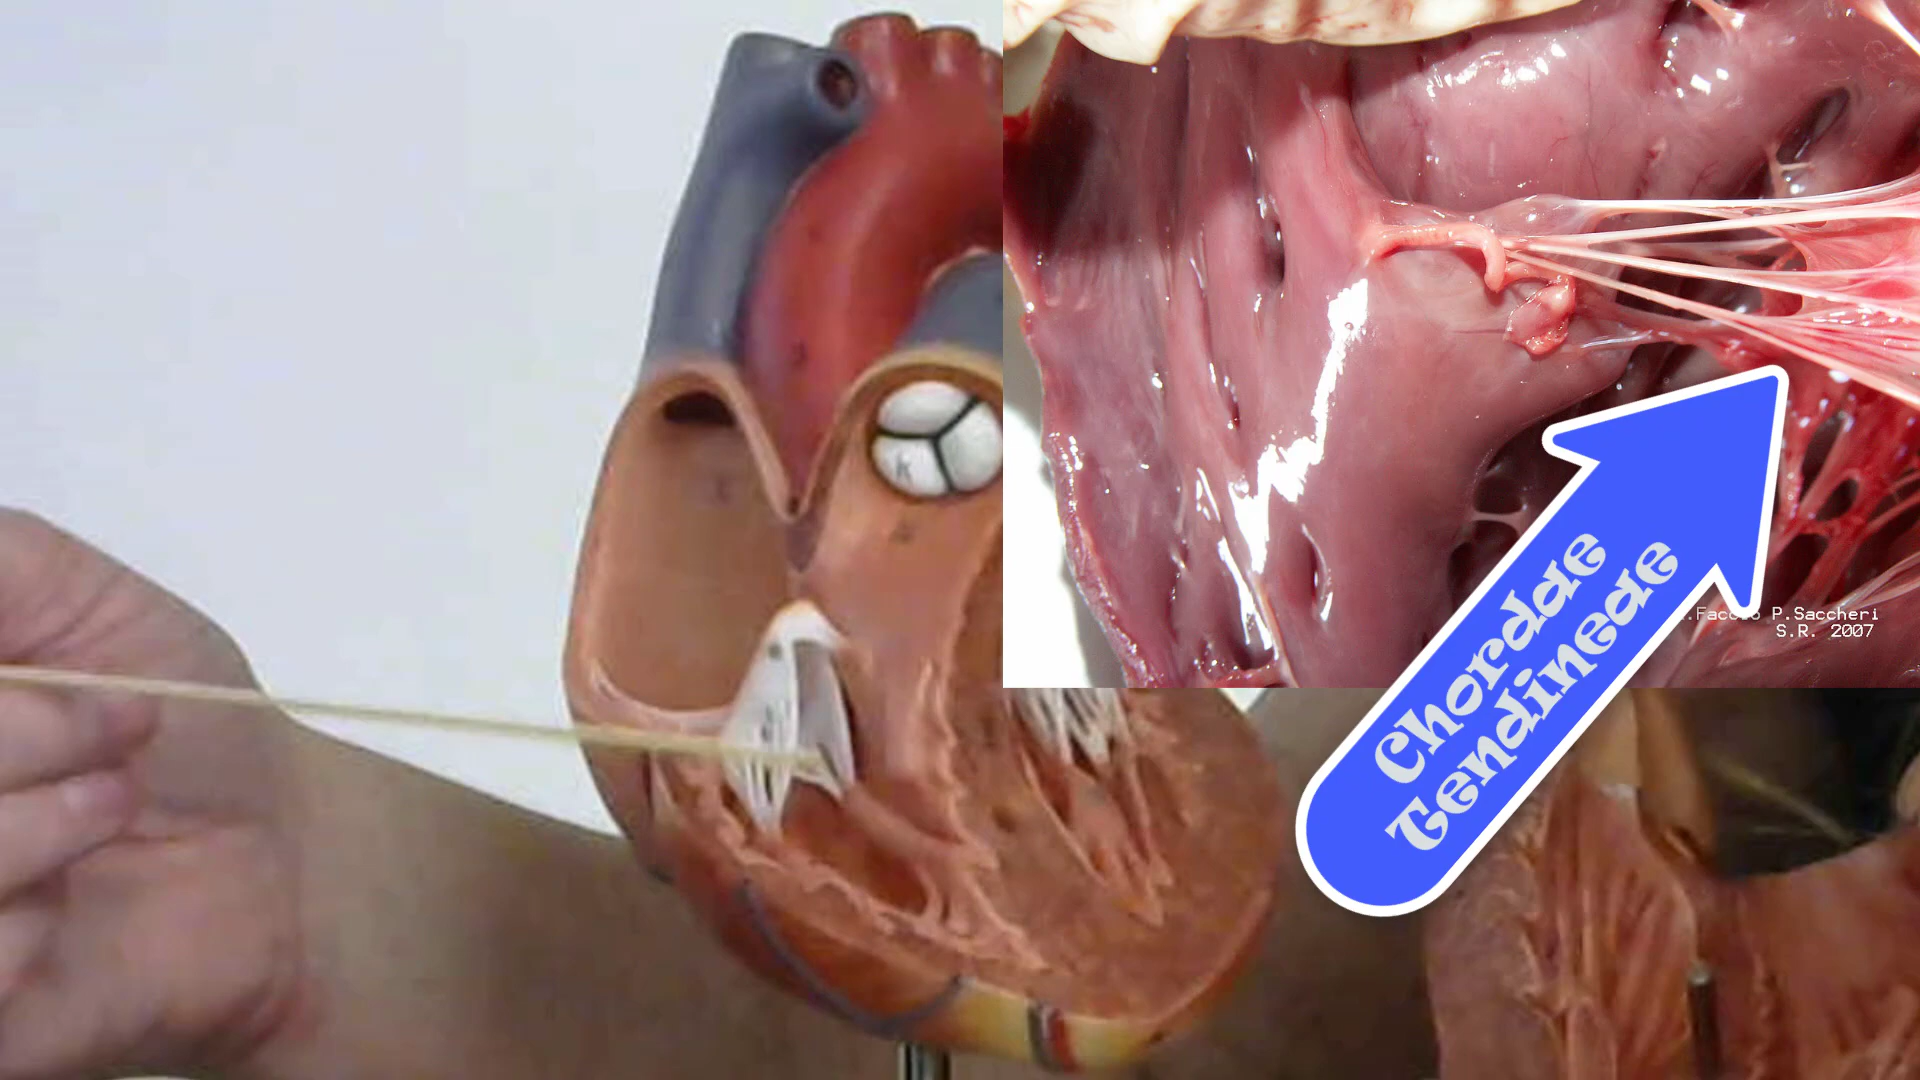 Chordae
Tendineae
P.Saccheri
S.R. 2007
K